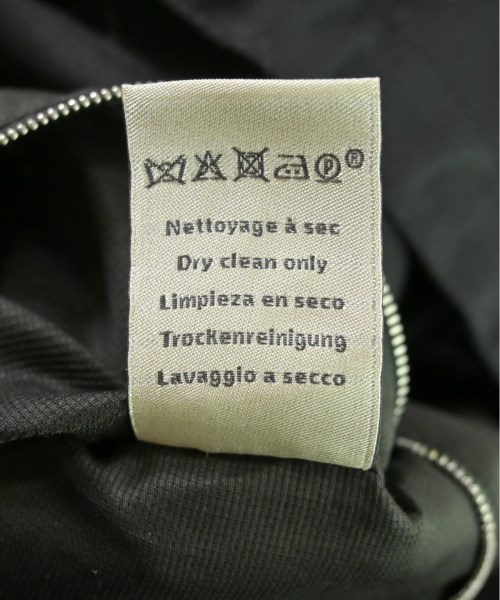 Ⓟ®
Nettoyage à sec
Dry clean only
Limpieza en seco
Trockenreinigung
Lavaggio a secco